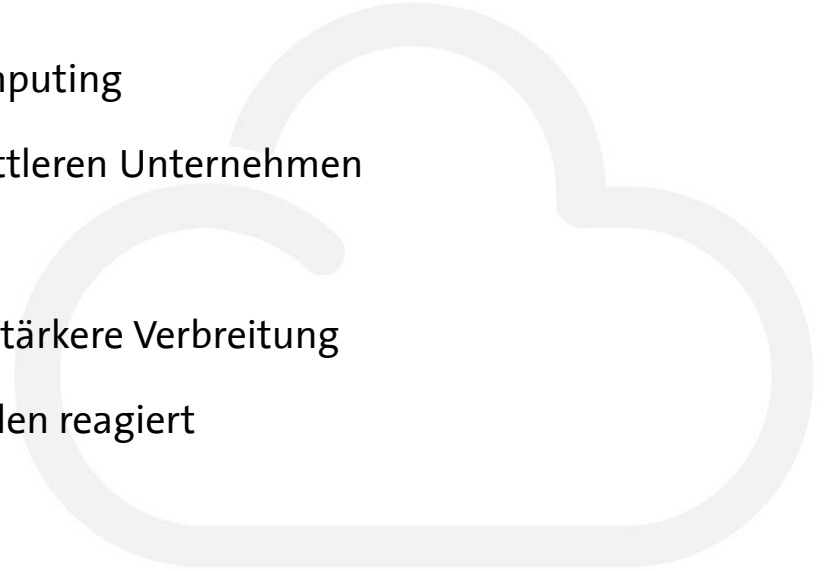 nputing
ttleren Unternehmen
tärkere Verbreitung
len reagiert